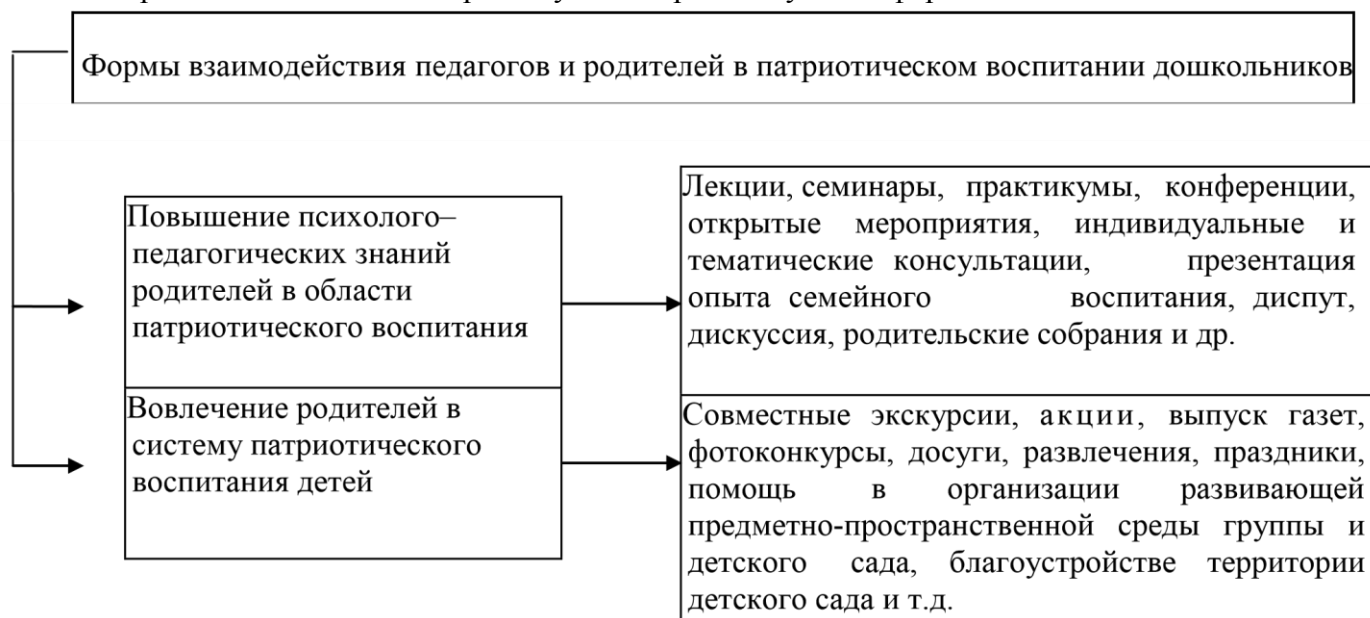 Формы взаимодействия педагогов и родителей в патриотическом воспитании дошкольников
Повышение психолого–
педагогических знаний
родителей в области
патриотического воспитания
Лекции, семинары, практикумы, конференции,
открытые мероприятия, индивидуальные и
тематические консультации, презентация
опыта семейного воспитания, диспут,
дискуссия, родительские собрания и др.
Вовлечение родителей в
систему патриотического
воспитания детей
Совместные экскурсии, акции, выпуск газет,
фотоконкурсы, досуги, развлечения, праздники,
помощь в организации развивающей
предметно-пространственной среды группы и
детского сада, благоустройстве территории
детского сада и т.д.